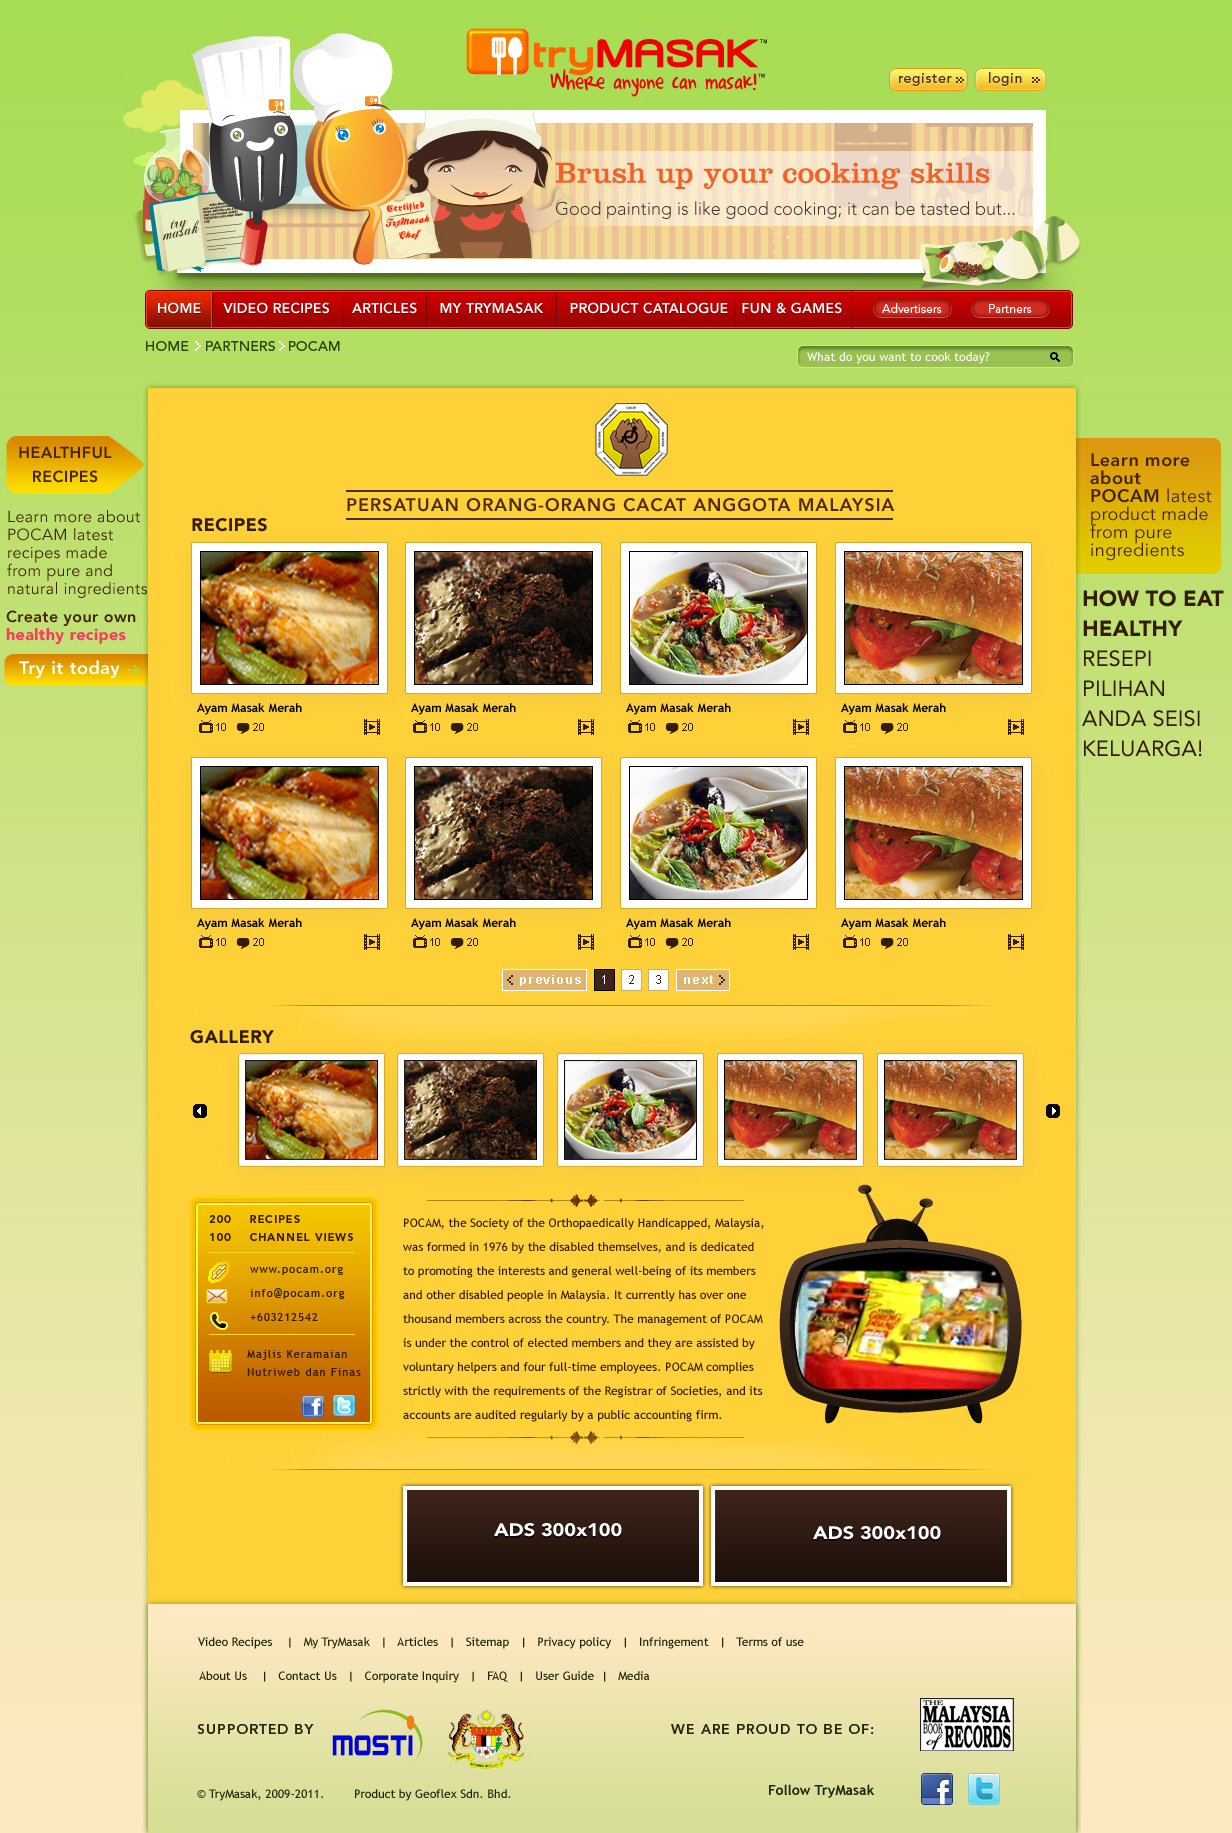 tryMASAK™
Where anyone can masak!™
register
login
try masak
Certified
TryMasak
Chef
Brush up your cooking skills
Good painting is like good cooking; it can be tasted but...
HOME VIDEO RECIPES ARTICLES MY TRYMASAK PRODUCT CATALOGUE FUN & GAMES Advertisers Partners
HOME PARTNERS POCAM
What do you want to cook today?
HEALTHFUL
RECIPES
Learn more about
POCAM latest
recipes made
from pure and
natural ingredients
Create your own
healthy recipes
Try it today
Learn more
about
POCAM latest
product made
from pure
ingredients
HOW TO EAT
HEALTHY
RESEPI
PILIHAN
ANDA SEISI
KELUARGA!
PERSATUAN ORANG-ORANG CACAT ANGGOTA MALAYSIA
RECIPES
Ayam Masak Merah Ayam Masak Merah Ayam Masak Merah Ayam Masak Merah
10 20 10 20 10 20 10 20
Ayam Masak Merah Ayam Masak Merah Ayam Masak Merah Ayam Masak Merah
10 20 10 20 10 20 10 20
previous 1 2 3 next
GALLERY
200 RECIPES
100 CHANNEL VIEWS
www.pocam.org
info@pocam.org
+603212542
Majlis Keramaian
Nutriweb dan Finas
POCAM, the Society of the Orthopaedically Handicapped, Malaysia,
was formed in 1976 by the disabled themselves, and is dedicated
to promoting the interests and general well-being of its members
and other disabled people in Malaysia. It currently has over one
thousand members across the country. The management of POCAM
is under the control of elected members and they are assisted by
voluntary helpers and four full-time employees. POCAM complies
strictly with the requirements of the Registrar of Societies, and its
accounts are audited regularly by a public accounting firm.
ADS 300x100
ADS 300x100
Video Recipes | My TryMasak | Articles | Sitemap | Privacy policy | Infringement | Terms of use
About Us | Contact Us | Corporate Inquiry | FAQ | User Guide | Media
SUPPORTED BY
MOSTI
WE ARE PROUD TO BE OF:
THE
MALAYSIA
BOOK of RECORDS
© TryMasak, 2009-2011. Product by Geoflex Sdn. Bhd.
Follow TryMasak